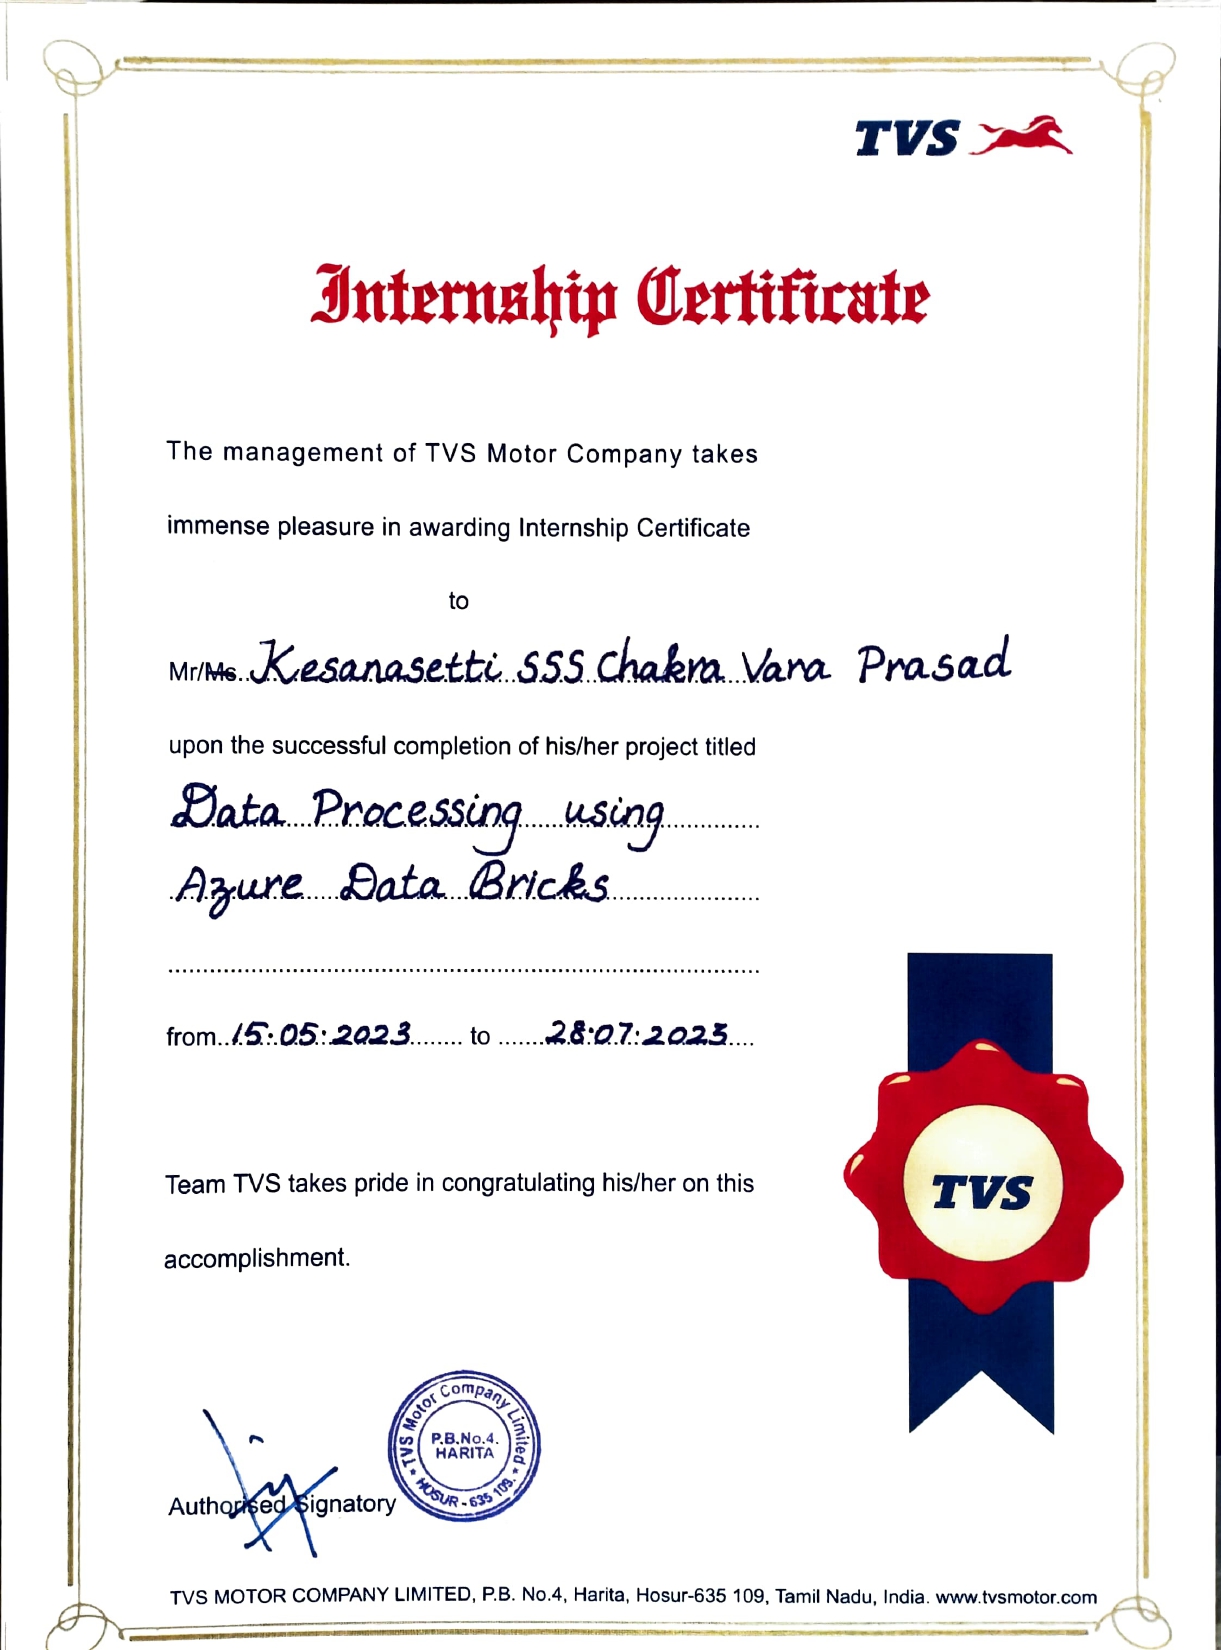 TVS
Internship Certificate
The management of TVS Motor Company takes
immense pleasure in awarding Internship Certificate
to
Mr/Ms. Kesanasetti SSS Chakra Vara Prasad
upon the successful completion of his/her project titled
Data Processing using
Azure Data Bricks
from 15:05:2023 to 28:07:2023
TVS
Team TVS takes pride in congratulating his/her on this
accomplishment.
TVS Motor Company Limited
P.B.No.4.
HARITA
HOSUR - 635 109.
Authorised Signatory
TVS MOTOR COMPANY LIMITED, P.B. No.4, Harita, Hosur-635 109, Tamil Nadu, India. www.tvsmotor.com